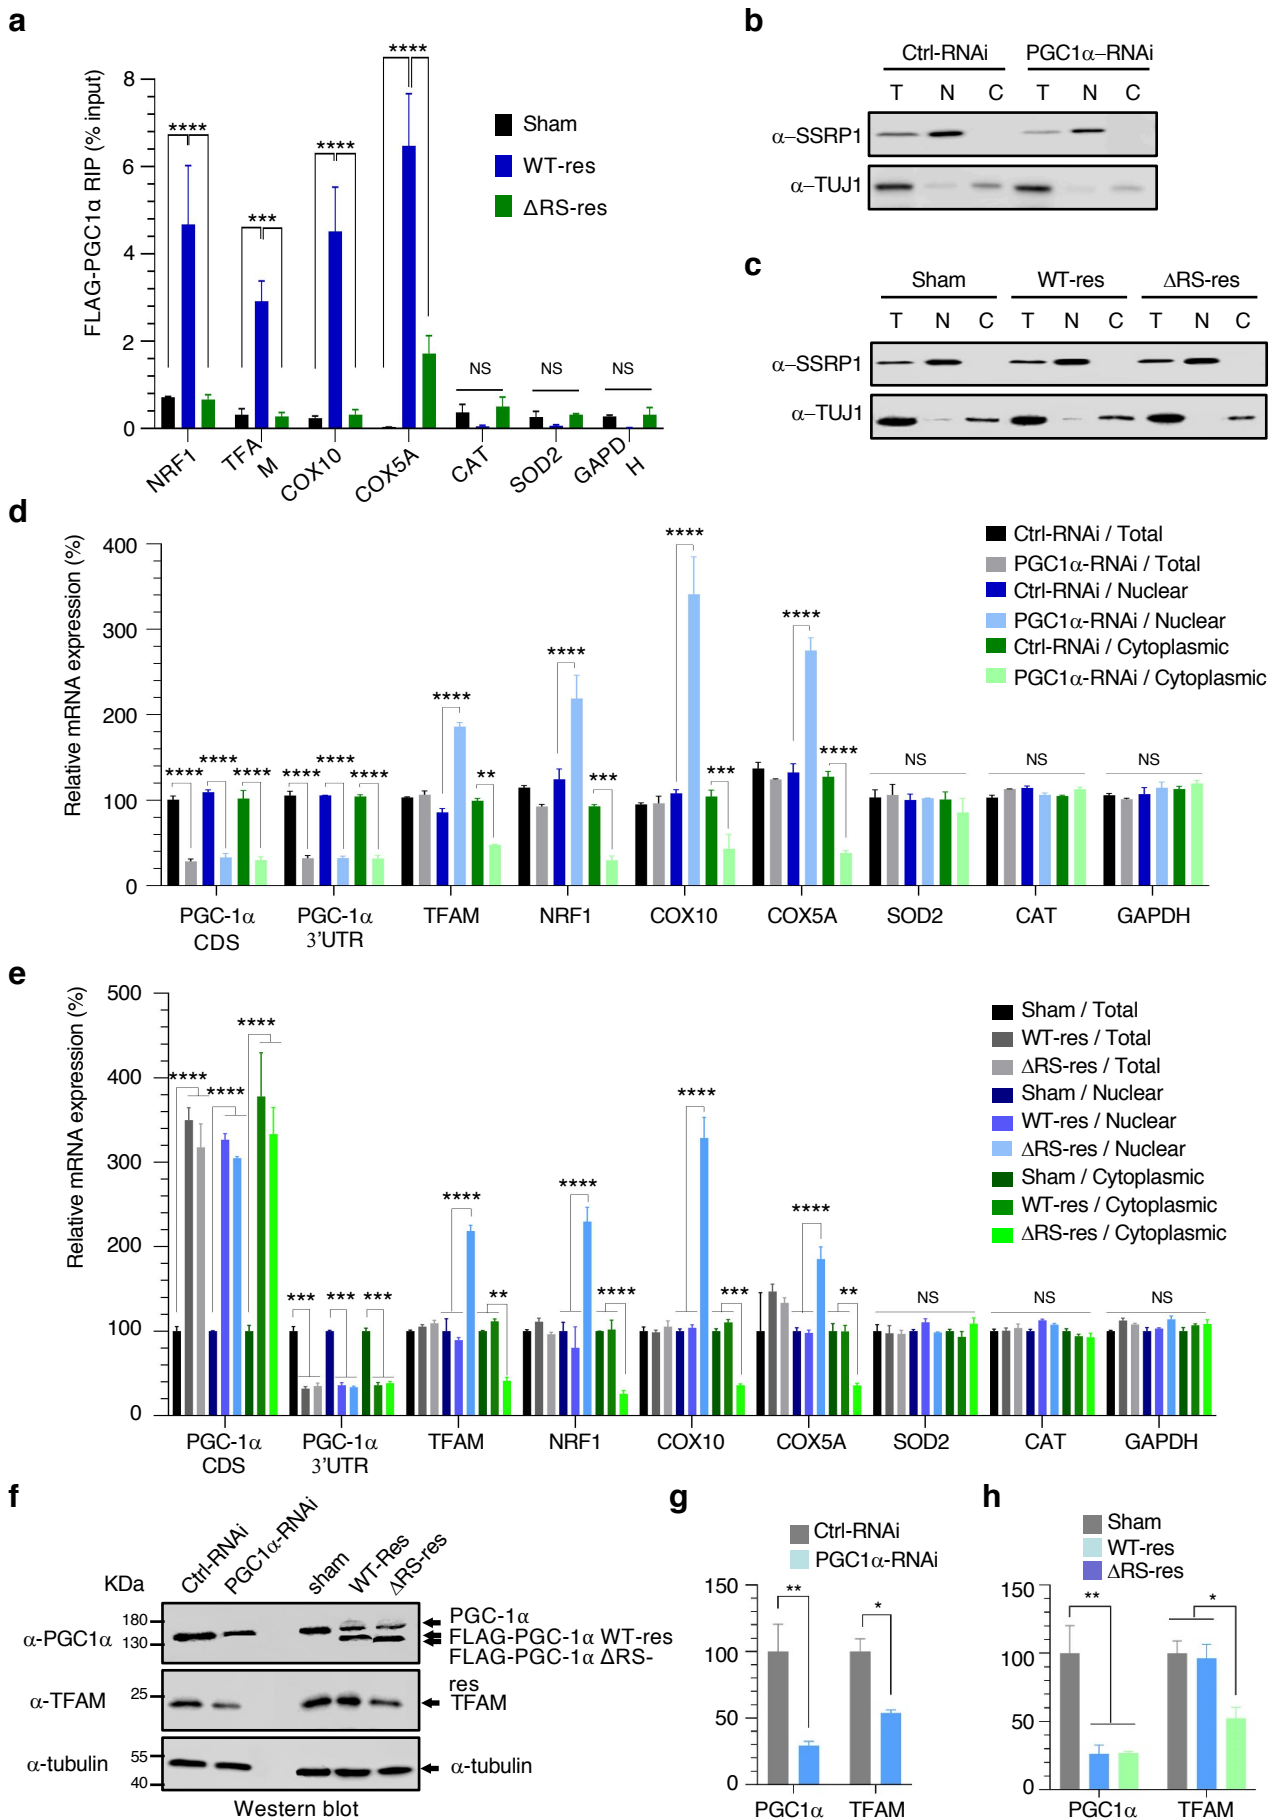 a
FLAG-PGC1α RIP (% input)
8
6
4
2
0
****
***
****
****
NS
NS
NS
Sham
WT-res
ΔRS-res
NRF1
TFA
M
COX10
COX5A
CAT
SOD2
GAPD
H
b
Ctrl-RNAi PGC1α–RNAi
T N C T N C
α–SSRP1
α–TUJ1
c
Sham WT-res ΔRS-res
T N C T N C T N C
α–SSRP1
α–TUJ1
d
Relative mRNA expression (%)
400
300
200
100
0
**** **** ****
**** **** ****
**** **
**** ***
**** ***
**** ****
NS
NS
NS
Ctrl-RNAi / Total
PGC1α-RNAi / Total
Ctrl-RNAi / Nuclear
PGC1α-RNAi / Nuclear
Ctrl-RNAi / Cytoplasmic
PGC1α-RNAi / Cytoplasmic
PGC-1α PGC-1α TFAM NRF1 COX10 COX5A SOD2 CAT GAPDH
CDS 3’UTR
e
Relative mRNA expression (%)
500
400
300
200
100
0
**** **** ****
*** *** ***
**** **
**** ****
**** ***
**** **
NS
NS
NS
Sham / Total
WT-res / Total
ΔRS-res / Total
Sham / Nuclear
WT-res / Nuclear
ΔRS-res / Nuclear
Sham / Cytoplasmic
WT-res / Cytoplasmic
ΔRS-res / Cytoplasmic
PGC-1α PGC-1α TFAM NRF1 COX10 COX5A SOD2 CAT GAPDH
CDS 3’UTR
f
Ctrl-RNAi
PGC1α-RNAi
sham
WT-Res
ΔRS-res
KDa
180
130
α-PGC1α
PGC-1α
FLAG-PGC-1α WT-res
FLAG-PGC-1α ΔRS-
res
25
α-TFAM
TFAM
55
40
α-tubulin
α-tubulin
Western blot
g
Ctrl-RNAi
PGC1α-RNAi
150
100
50
0
**
*
PGC1α TFAM
h
Sham
WT-res
ΔRS-res
150
100
50
0
**
*
PGC1α TFAM